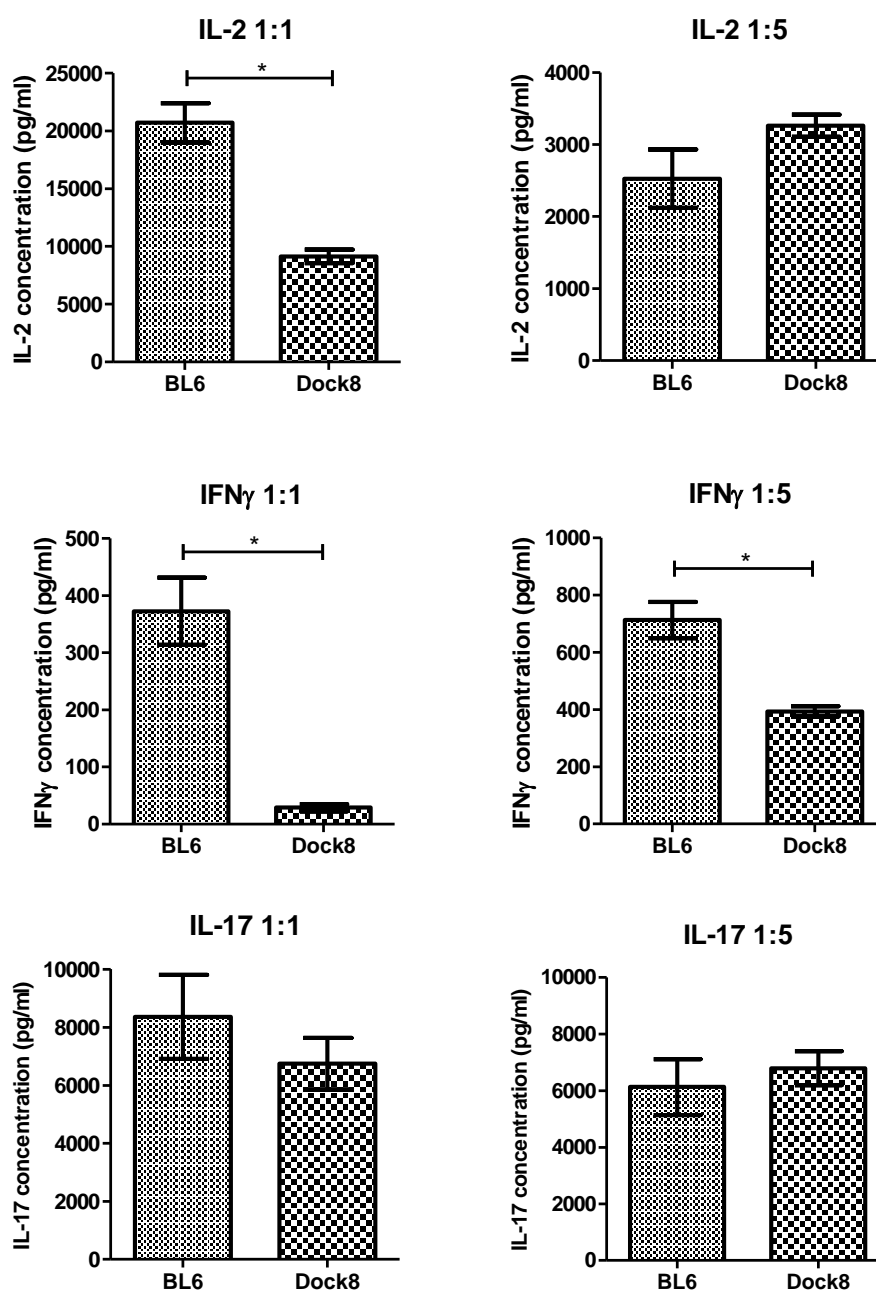 IL-2 1:1
IL-2 concentration (pg/ml)
25000
20000
15000
10000
5000
0
*
BL6 Dock8
IL-2 1:5
IL-2 concentration (pg/ml)
4000
3000
2000
1000
0
BL6 Dock8
IFNγ 1:1
IFNγ concentration (pg/ml)
500
400
300
200
100
0
*
BL6 Dock8
IFNγ 1:5
IFNγ concentration (pg/ml)
1000
800
600
400
200
0
*
BL6 Dock8
IL-17 1:1
IL-17 concentration (pg/ml)
10000
8000
6000
4000
2000
0
BL6 Dock8
IL-17 1:5
IL-17 concentration (pg/ml)
10000
8000
6000
4000
2000
0
BL6 Dock8